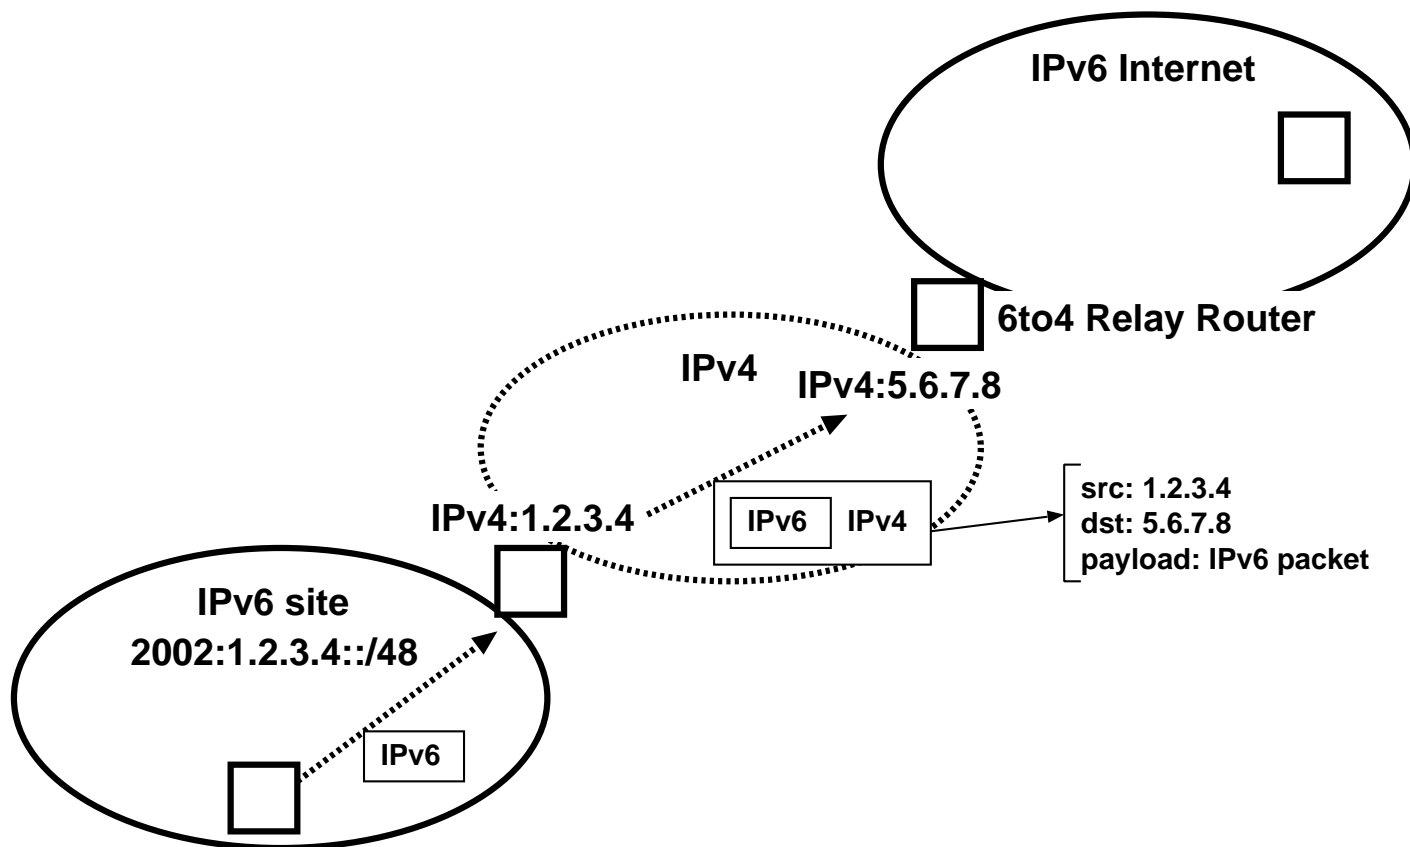 IPv6 Internet
6to4 Relay Router
IPv4
IPv4:5.6.7.8
IPv4:1.2.3.4
IPv6
IPv4
src: 1.2.3.4
dst: 5.6.7.8
payload: IPv6 packet
IPv6 site
2002:1.2.3.4::/48
IPv6